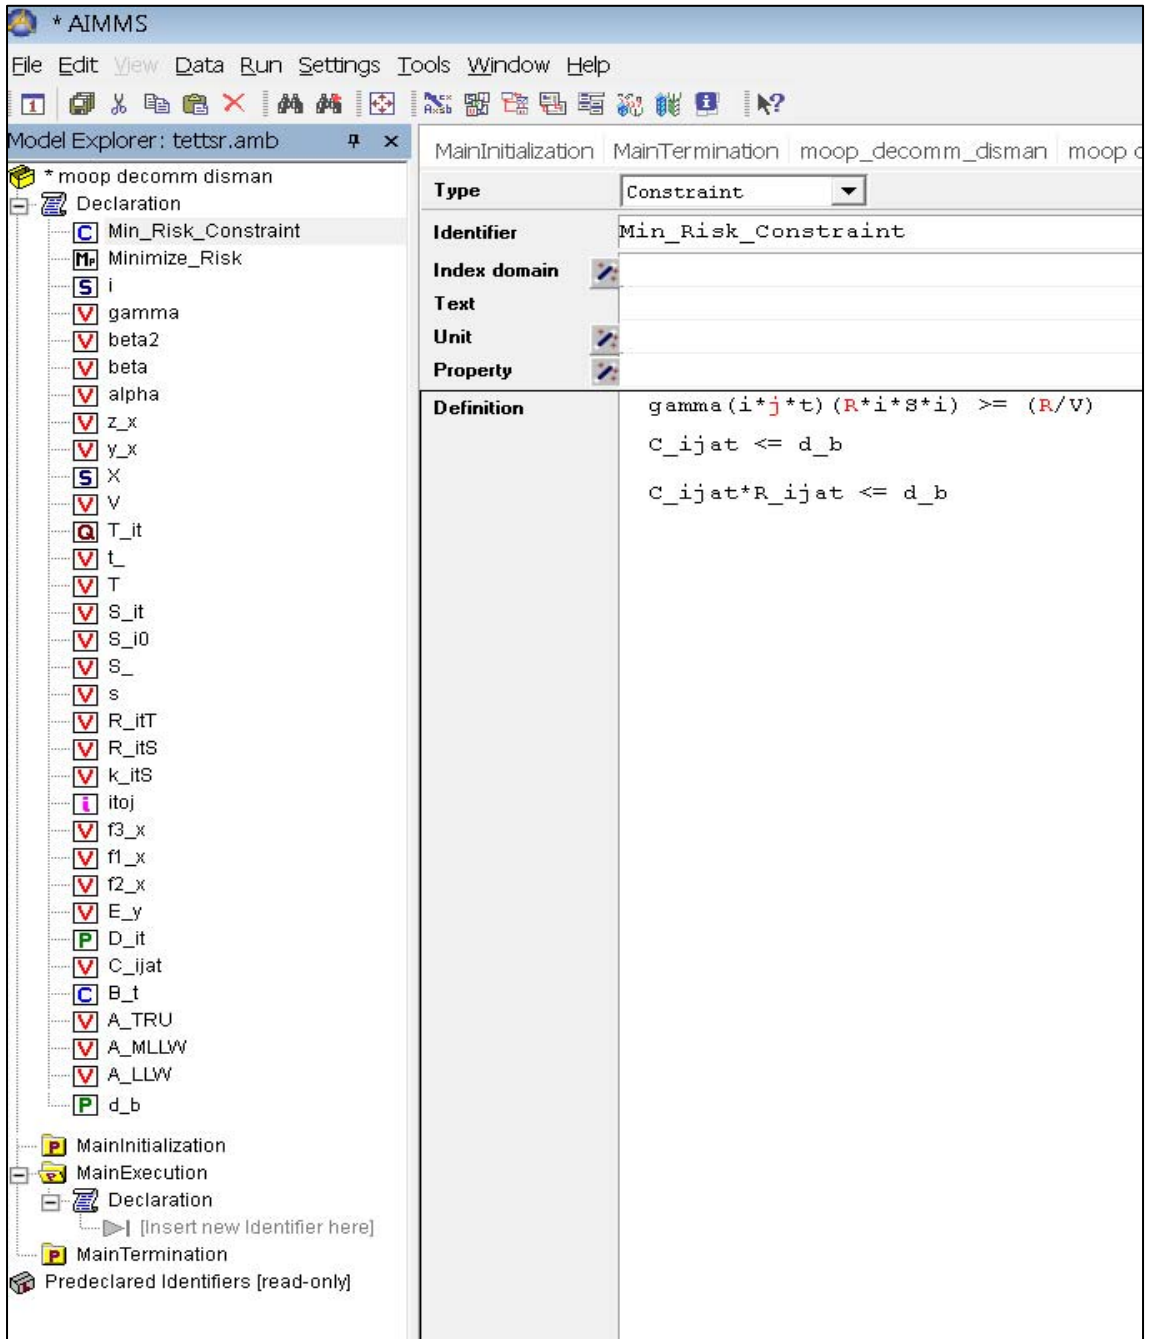 * AIMMS
File Edit View Data Run Settings Tools Window Help
Model Explorer: tettsr.amb
* moop decomm disman
Declaration
C Min_Risk_Constraint
MP Minimize_Risk
S i
V gamma
V beta2
V beta
V alpha
V z_x
V y_x
S X
V V
Q T_it
V t_
V T
V S_it
V S_i0
V S_
V s
V R_itT
V R_itS
V k_itS
i itoj
V f3_x
V f1_x
V f2_x
V E_y
P D_it
V C_ijat
C B_t
V A_TRU
V A_MLLW
V A_LLW
P d_b
P MainInitialization
P MainExecution
Declaration
[Insert new Identifier here]
P MainTermination
Predeclared Identifiers [read-only]
MainInitialization MainTermination moop_decomm_disman moop
Type Constraint
Identifier Min_Risk_Constraint
Index domain
Text
Unit
Property
Definition gamma(i*j*t)(R*i*S*i) >= (R/V)
C_ijat <= d_b
C_ijat*R_ijat <= d_b